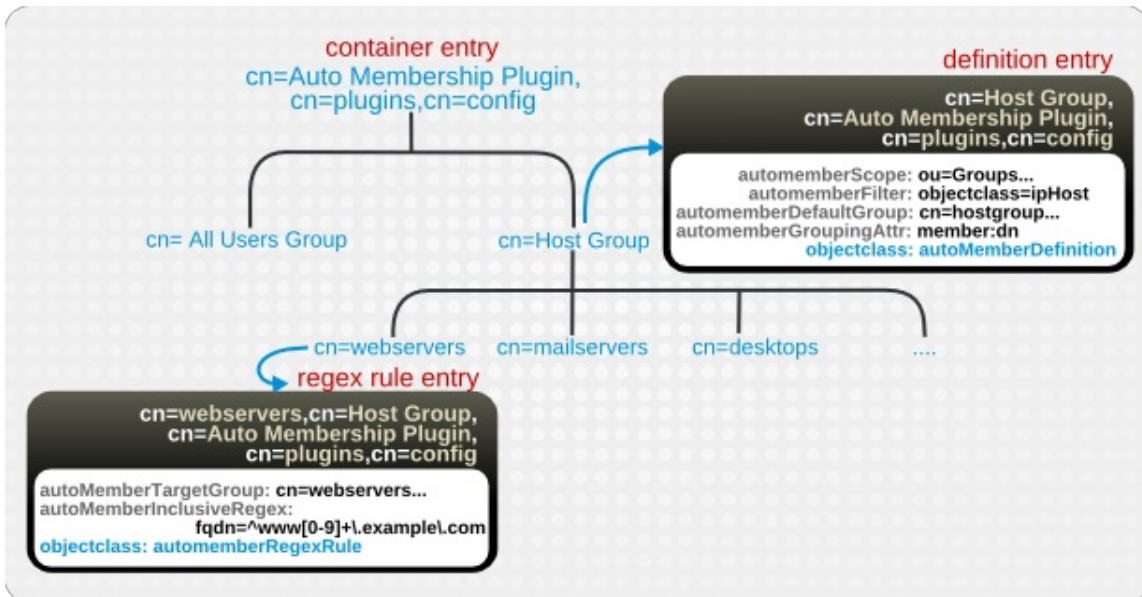 container entry
cn=Auto Membership Plugin,
cn=plugins,cn=config
definition entry
cn=Host Group,
cn=Auto Membership Plugin,
cn=plugins,cn=config
automemberScope: ou=Groups...
automemberFilter: objectclass=ipHost
automemberDefaultGroup: cn=hostgroup...
automemberGroupingAttr: member:dn
objectclass: autoMemberDefinition
cn= All Users Group
cn=Host Group
cn=webservers
cn=mailservers
cn=desktops
....
regex rule entry
cn=webservers,cn=Host Group,
cn=Auto Membership Plugin,
cn=plugins,cn=config
autoMemberTargetGroup: cn=webservers...
autoMemberInclusiveRegex:
fqdn=^www[0-9]+\.example\.com
objectclass: automemberRegexRule